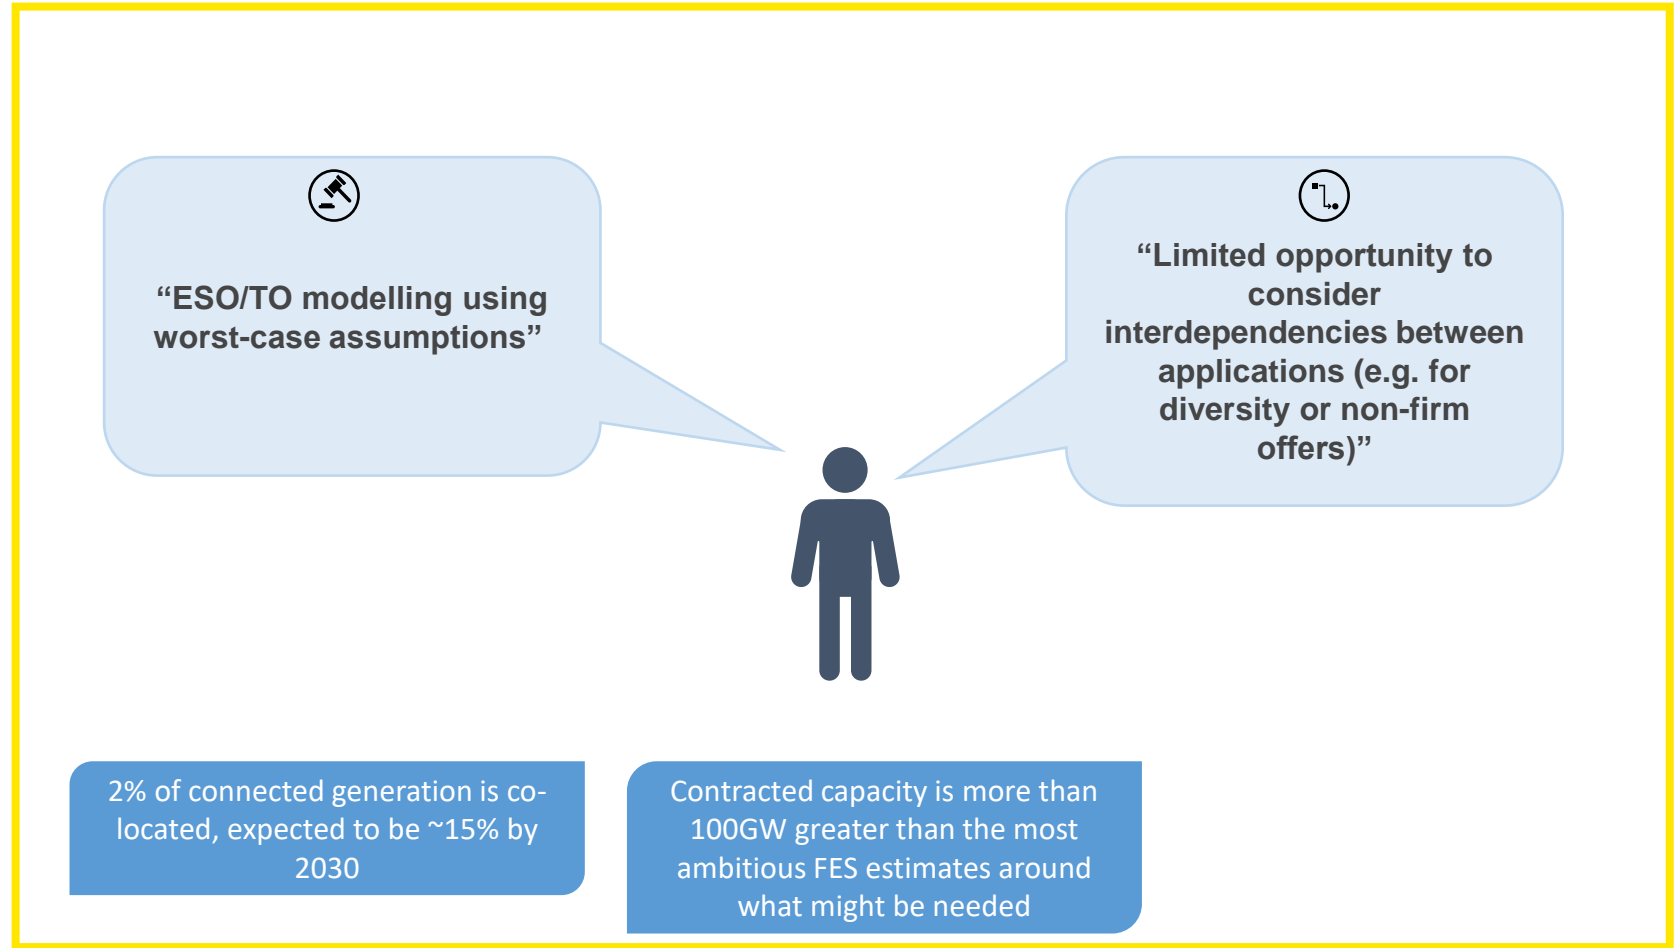 “ESO/TO modelling using
worst-case assumptions”
“Limited opportunity to
consider
interdependencies between
applications (e.g. for
diversity or non-firm
offers)”
2% of connected generation is co-
located, expected to be ~15% by
2030
Contracted capacity is more than
100GW greater than the most
ambitious FES estimates around
what might be needed